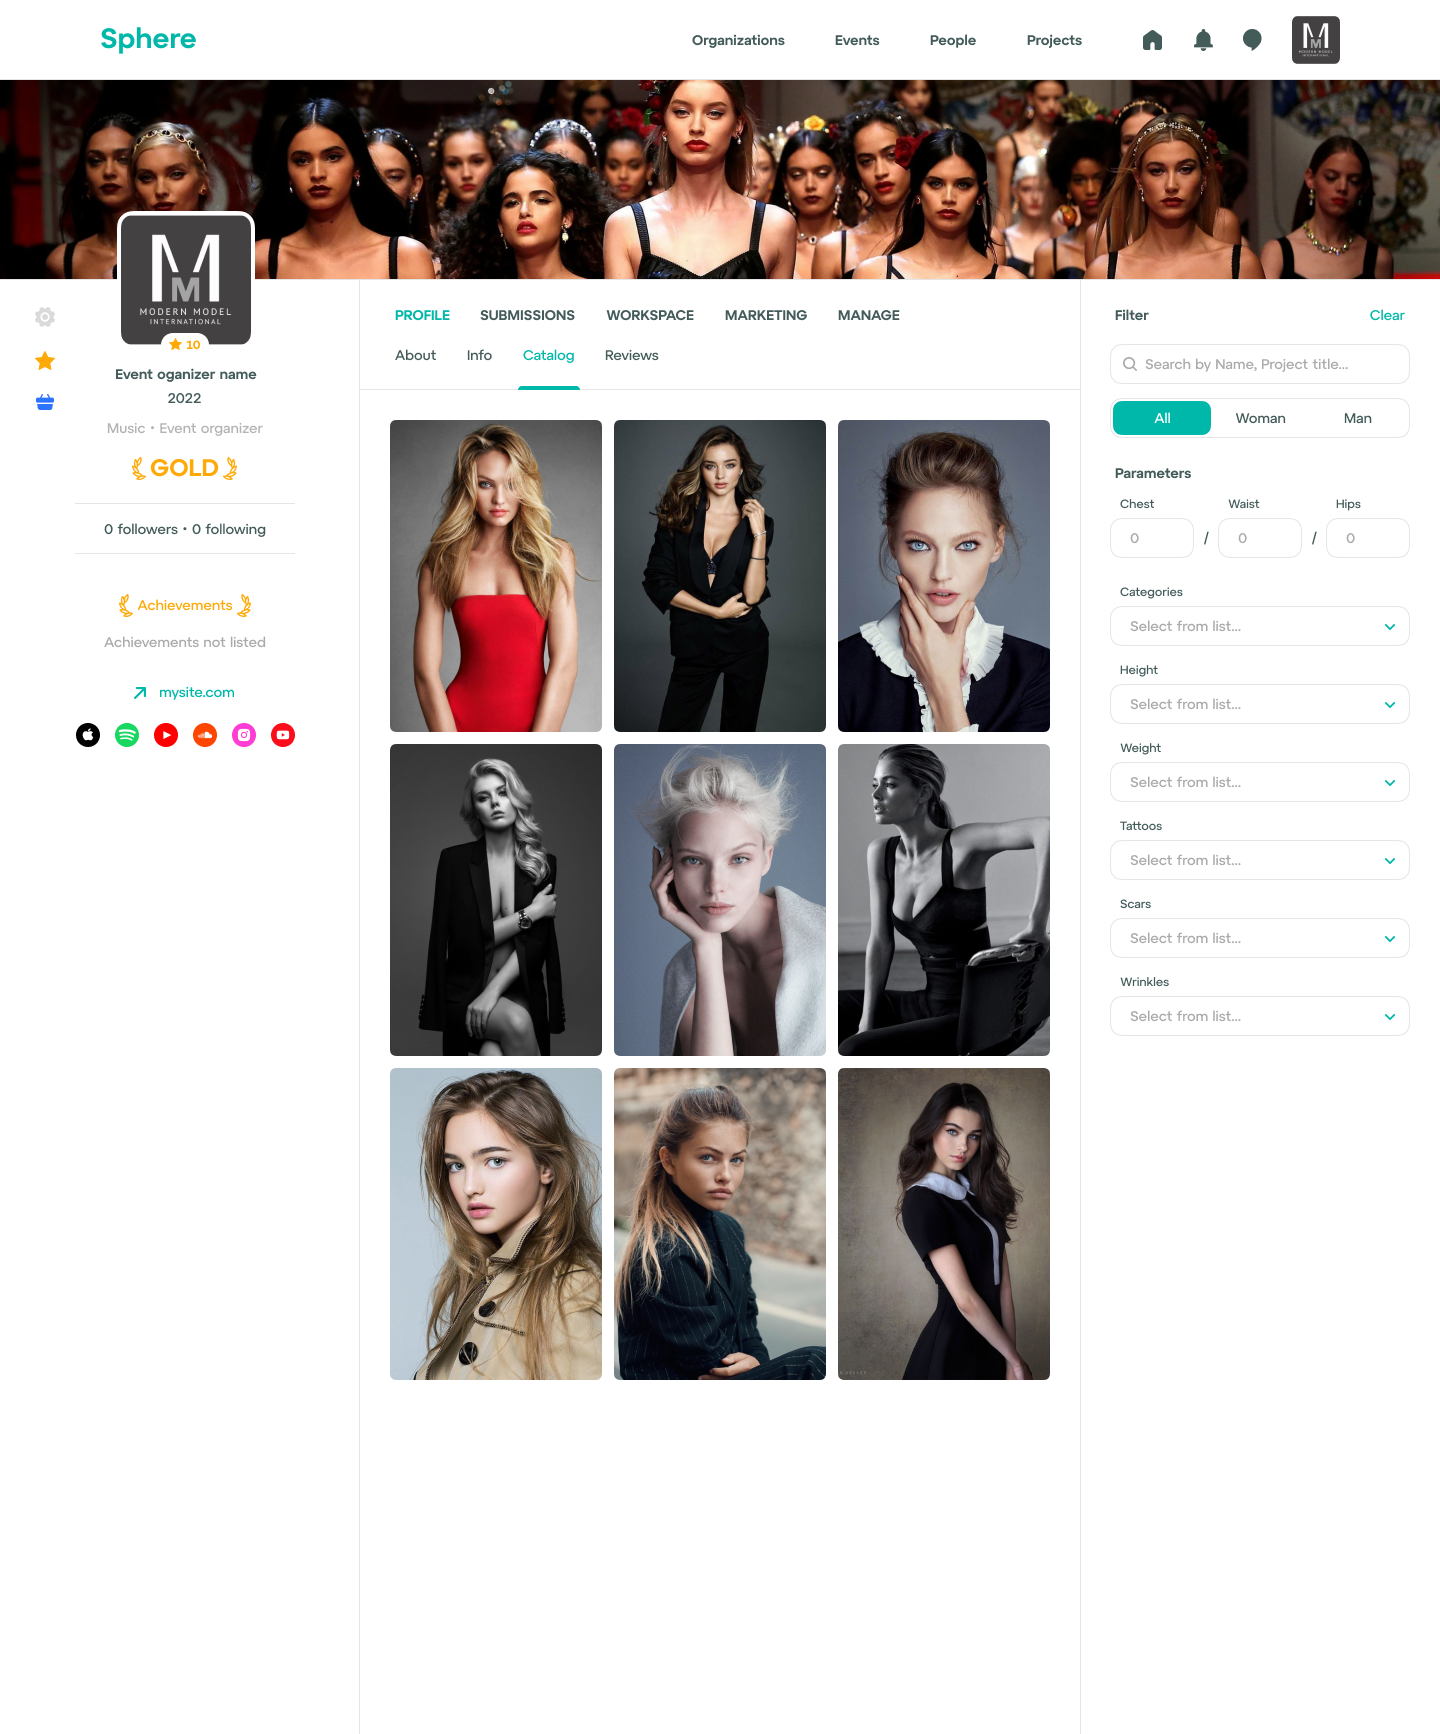 Sphere
Organizations Events People Projects
M
M
MODERN MODEL
INTERNATIONAL
10
Event oganizer name
2022
Music • Event organizer
GOLD
0 followers • 0 following
Achievements
Achievements not listed
mysite.com
PROFILE SUBMISSIONS WORKSPACE MARKETING MANAGE
About Info Catalog Reviews
Filter Clear
Search by Name, Project title...
All Woman Man
Parameters
Chest Waist Hips
0 / 0 / 0
Categories
Select from list...
Height
Select from list...
Weight
Select from list...
Tattoos
Select from list...
Scars
Select from list...
Wrinkles
Select from list...